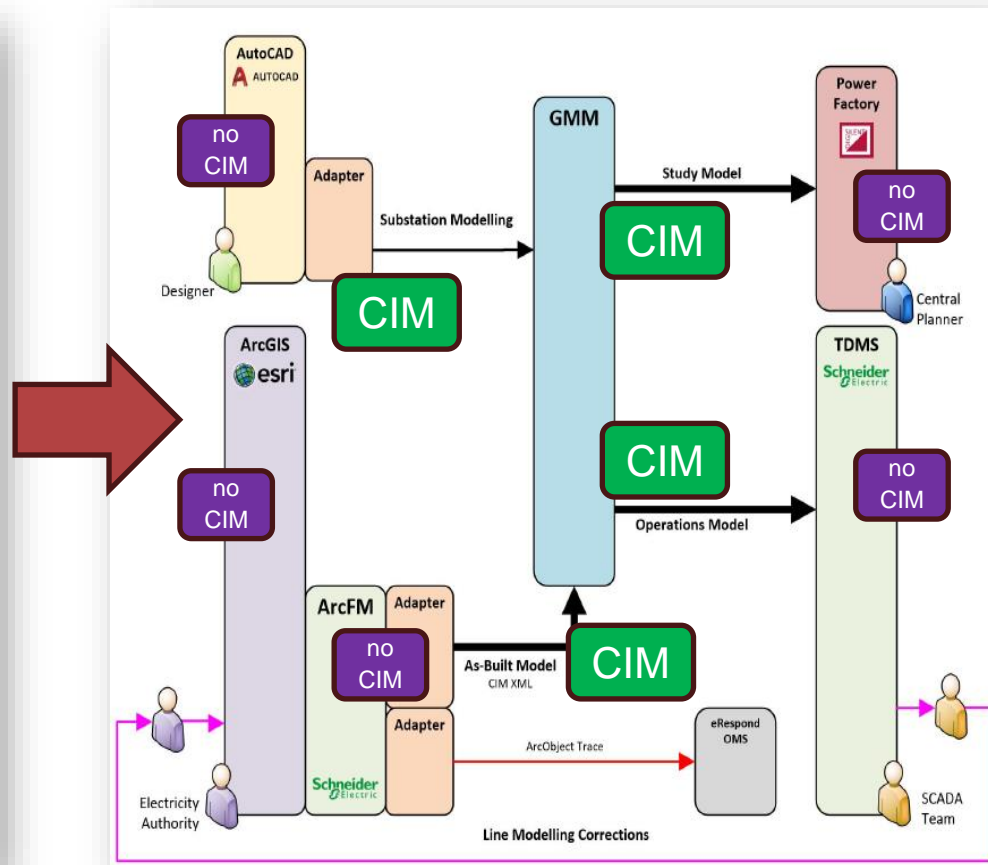 AutoCAD
AUTOCAD
no
CIM
Adapter
Designer
Substation Modelling
CIM
GMM
Study Model
CIM
Power
Factory
no
CIM
Central
Planner
ArcGIS
esri
no
CIM
ArcFM
no
CIM
Schneider
Electric
Adapter
Adapter
As-Built Model
CIM XML
CIM
CIM
Operations Model
TDMS
Schneider
Electric
no
CIM
ArcObject Trace
eRespond
OMS
Electricity
Authority
SCADA
Team
Line Modelling Corrections